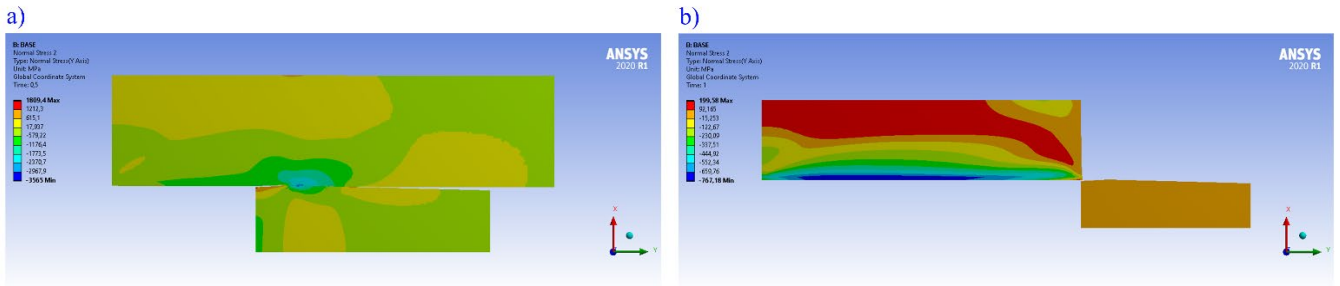 a)
B: BASE
Normal Stress 2
Type: Normal Stress(Y Axis)
Unit: MPa
Global Coordinate System
Time: 0,5
1809,4 Max
1212,3
615,1
17,937
-579,22
-1176,4
-1773,5
-2370,7
-2967,9
-3565 Min
ANSYS
2020 R1
X
Y
b)
B: BASE
Normal Stress 2
Type: Normal Stress(Y Axis)
Unit: MPa
Global Coordinate System
Time: 1
199,58 Max
92,165
-15,253
-122,67
-230,09
-337,51
-444,92
-552,34
-659,76
-767,18 Min
ANSYS
2020 R1
X
Y